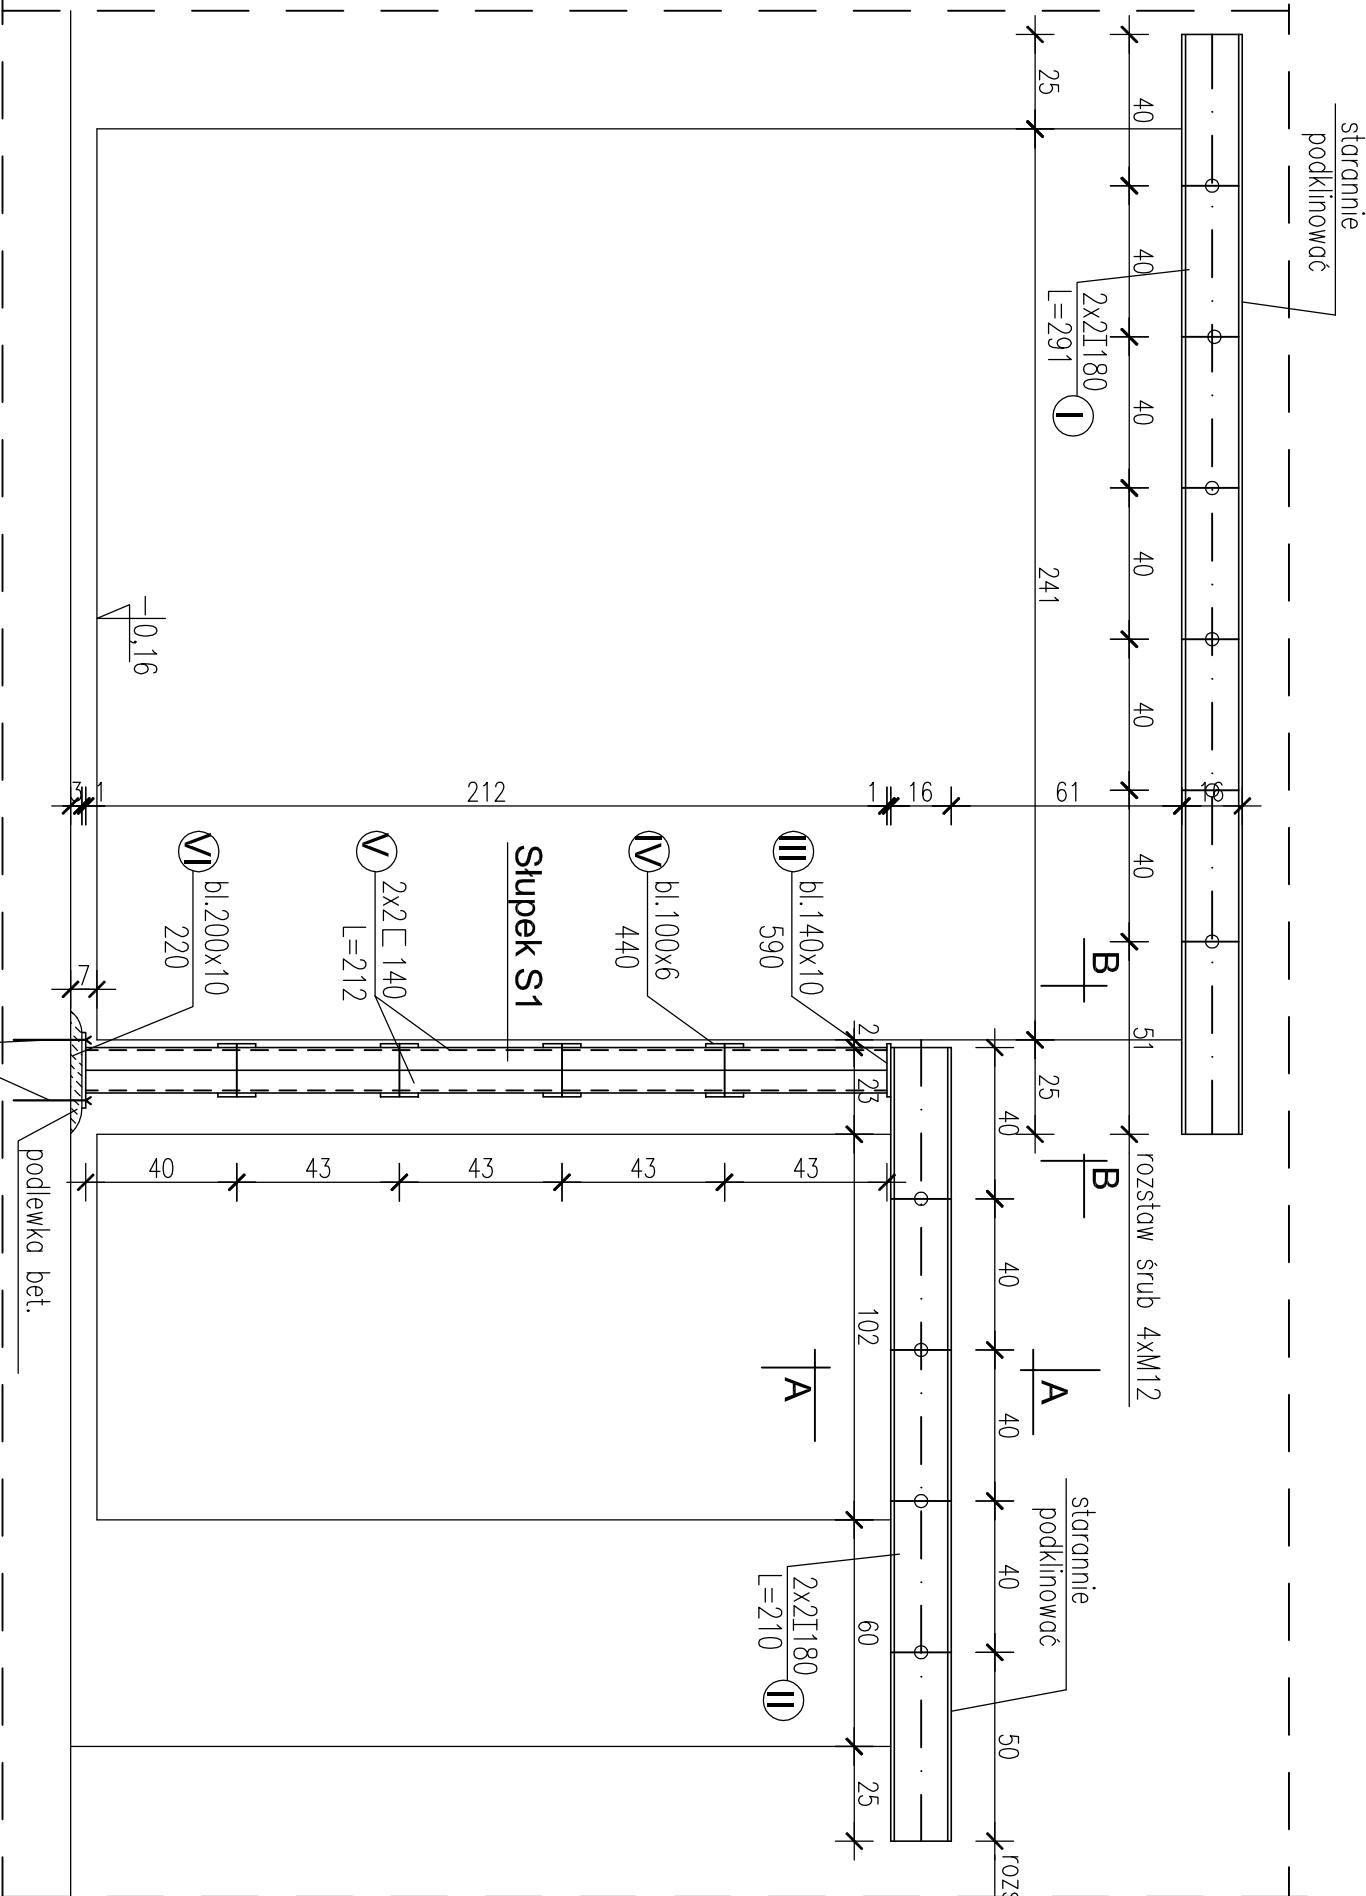 starannie
podklinować
40
40
40
40
40
40
51
rozstaw śrub 4xM12
25
241
25
2x2I180
L=291
I
B
B
16
61
16
1
212
1
3
starannie
podklinować
40
40
40
40
50
A
A
2
23
102
60
25
2x2I180
L=210
II
III
bl.140x10
590
IV
bl.100x6
440
Słupek S1
V
2x2[ 140
L=212
VI
bl.200x10
220
43
43
43
43
40
-0,16
7
podlewka bet.